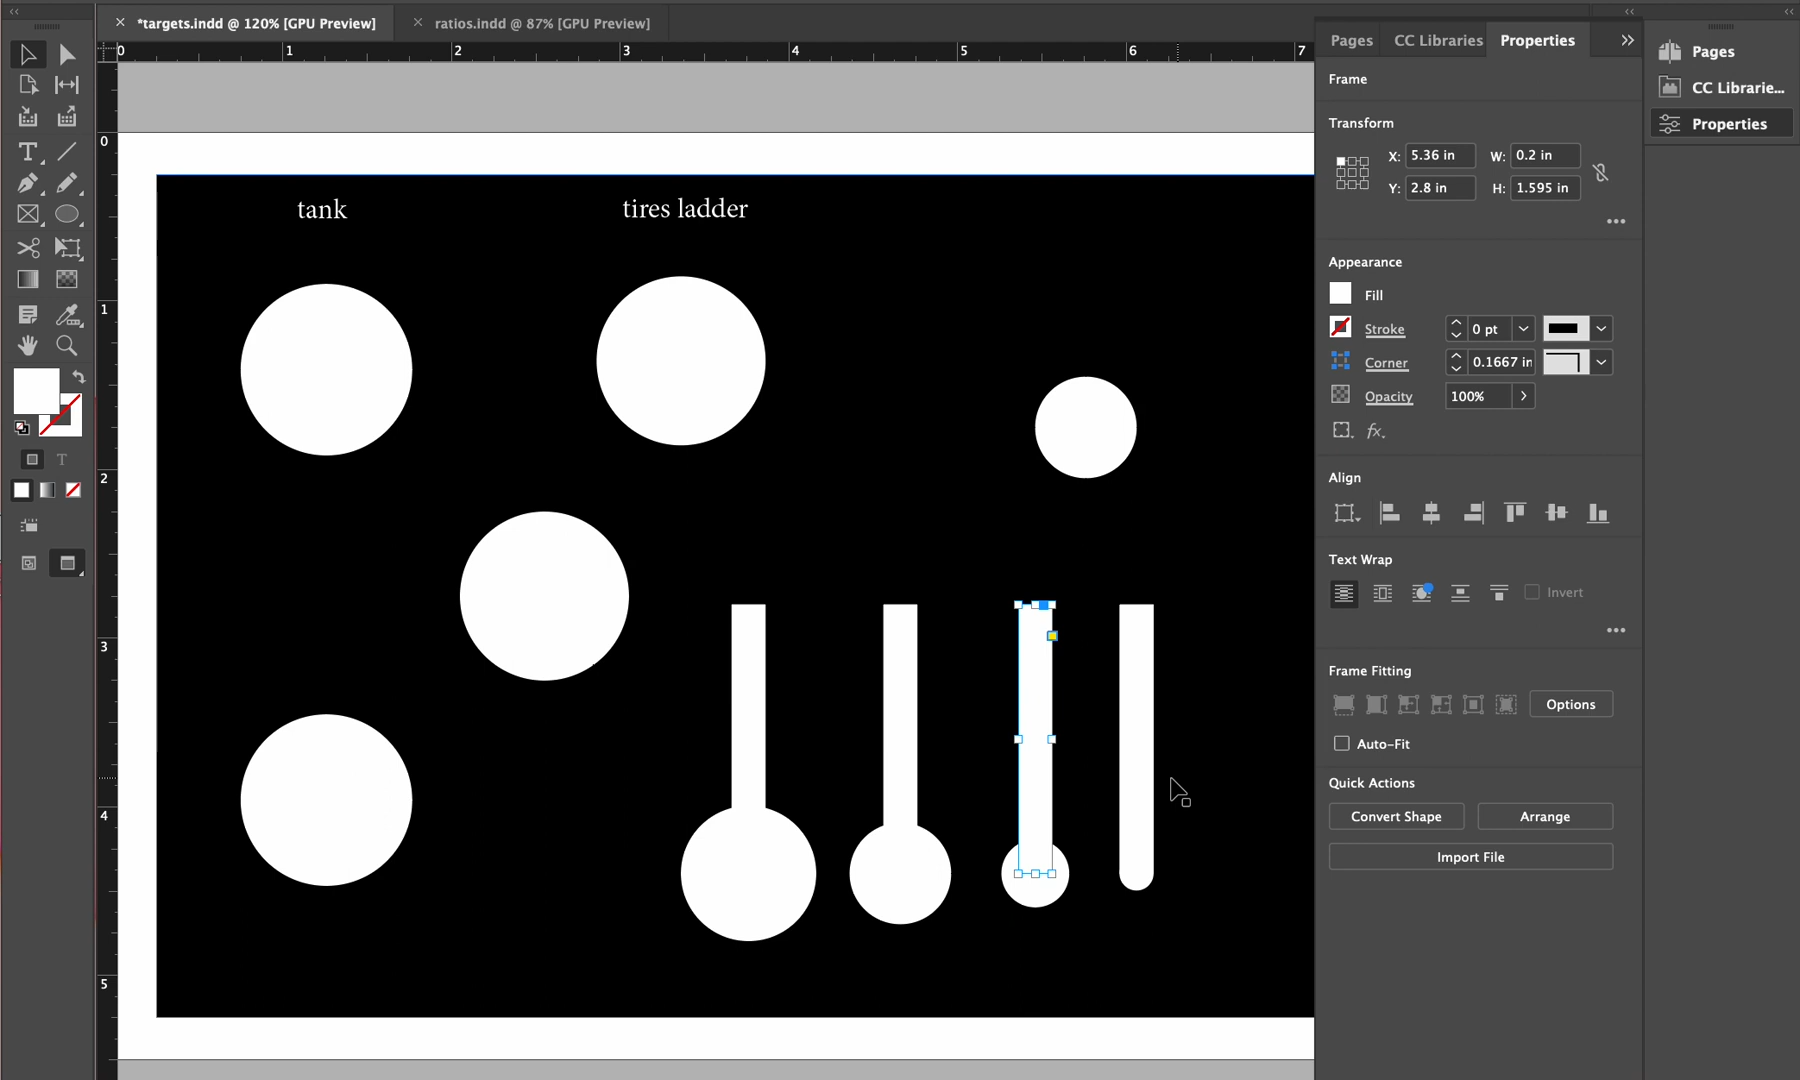 *targets.indd @ 120% [GPU Preview]
ratios.indd @ 87% [GPU Preview]
0 1 2 3 4 5 6 7
0
1
2
3
4
5
tank
tires ladder
T
T
Pages
CC Libraries
Properties
Frame
Transform
X: 5.36 in W: 0.2 in
Y: 2.8 in H: 1.595 in
Appearance
Fill
Stroke 0 pt
Corner 0.1667 in
Opacity 100%
fx.
Align
Text Wrap
Invert
Frame Fitting
Options
Auto-Fit
Quick Actions
Convert Shape
Arrange
Import File
Pages
CC Librarie...
Properties